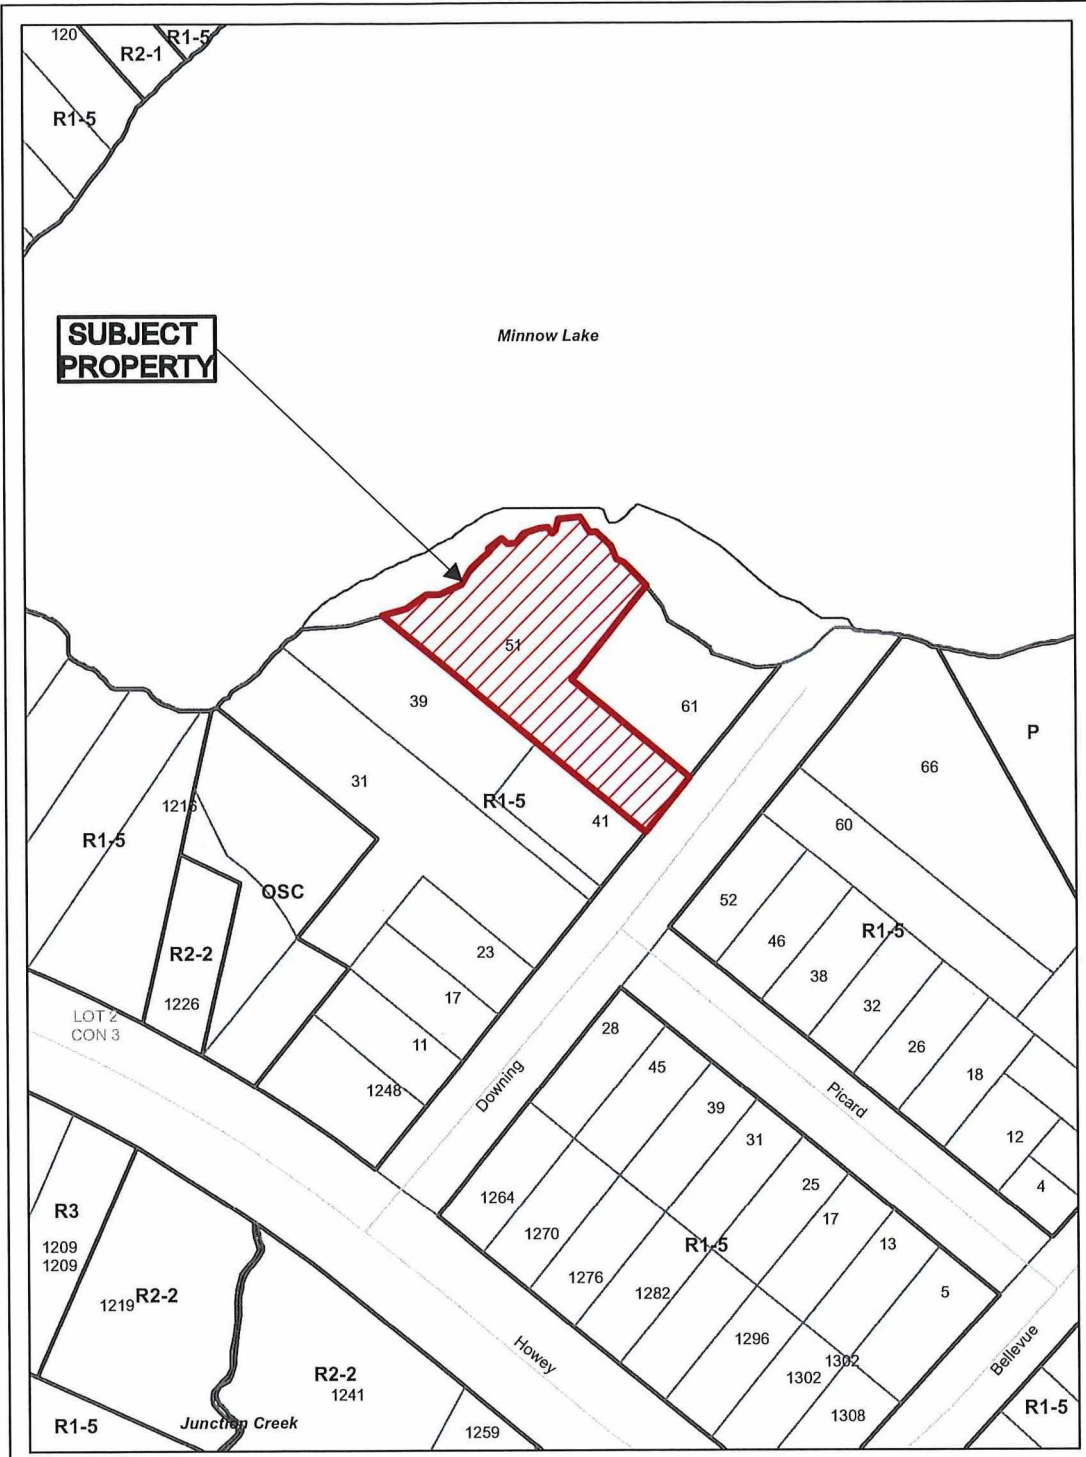 120
R2-1
R1-5
R1-5
SUBJECT
PROPERTY
Minnow Lake
51
39
61
P
66
31
R1-5
41
1216
R1-5
60
OSC
52
R1-5
46
R2-2
23
38
17
32
1226
LOT 2
CON 3
28
11
26
45
18
1248
Downing
Picard
39
31
12
25
4
1264
17
R3
1270
R1-5
13
1209
1209
1276
1282
5
1219
R2-2
1296
Howey
Bellevue
1302
1302
R2-2
1241
1308
R1-5
R1-5
Junction Creek
1259